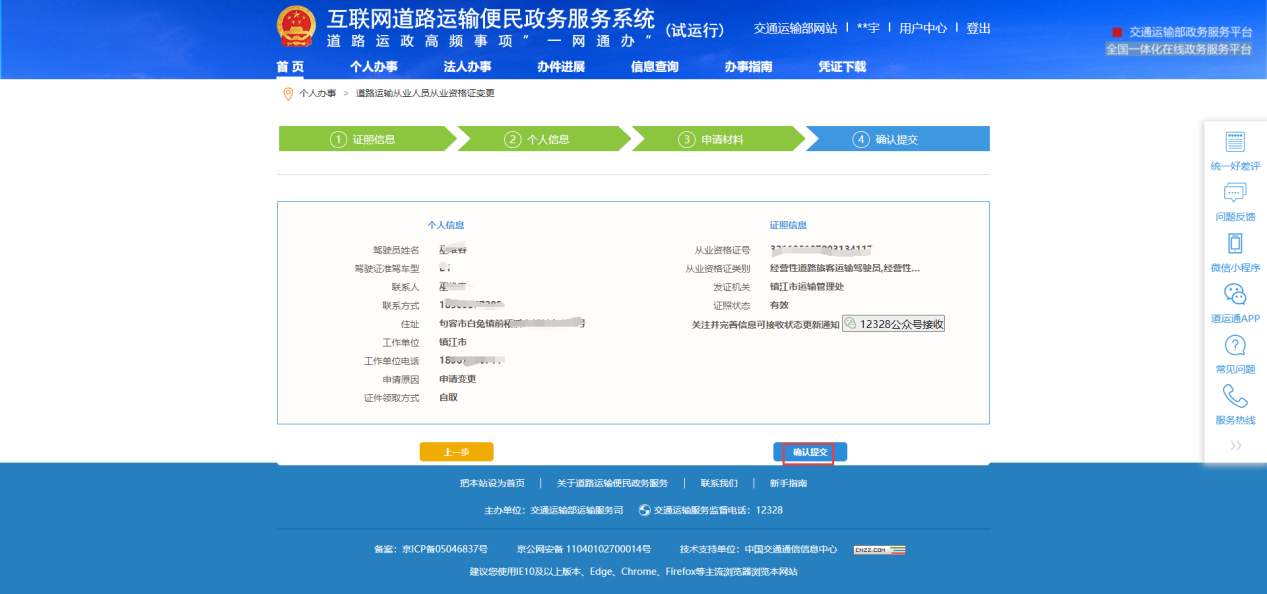 互联网道路运输便民政务服务系统
道路运政高频事项"一网通办"
(试运行)
交通运输部网站 | **宇 | 用户中心 | 登出
交通运输部政务服务平台
全国一体化在线政务服务平台
首页 个人办事 法人办事 办件进展 信息查询 办事指南 凭证下载
个人办事 > 道路运输从业人员从业资格证变更
1 证照信息 2 个人信息 3 申请材料 4 确认提交
个人信息
驾驶员姓名
驾驶证准驾车型
联系人
联系方式
住址 句容市白兔镇前
工作单位 镇江市
工作单位电话
申请原因 申请变更
证件领取方式 自取
证照信息
从业资格证号
从业资格证类别 经营性道路旅客运输驾驶员,经营性...
发证机关 镇江市运输管理处
证照状态 有效
关注并完善信息可接收状态更新通知 12328公众号接收
上一步 确认提交
统一好差评
问题反馈
微信小程序
道运通APP
常见问题
服务热线
把本站设为首页 | 关于道路运输便民政务服务 | 联系我们 | 新手指南
主办单位：交通运输部运输服务司 交通运输服务监督电话：12328
备案：京ICP备05046837号 京公网安备 11040102700014号 技术支持单位：中国交通通信信息中心 CNZZ.COM
建议您使用IE10及以上版本、Edge、Chrome、Firefox等主流浏览器浏览本网站